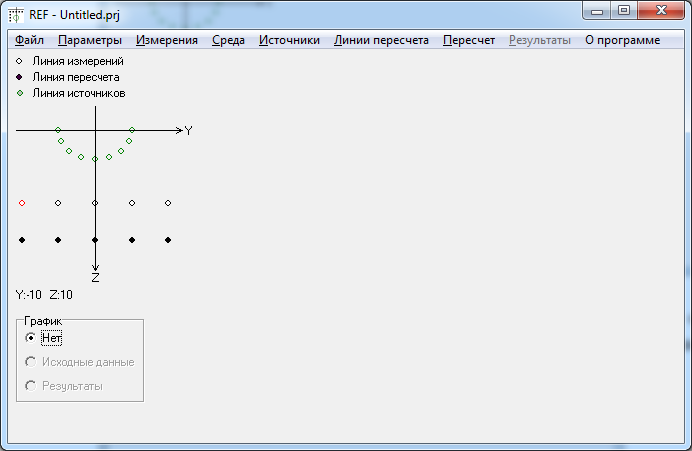 REF - Untitled.prj
Файл Параметры Измерения Среда Источники Линии пересчета Пересчет Результаты О программе
Линия измерений
Линия пересчета
Линия источников
Y
Z
Y:-10 Z:10
График
Нет
Исходные данные
Результаты